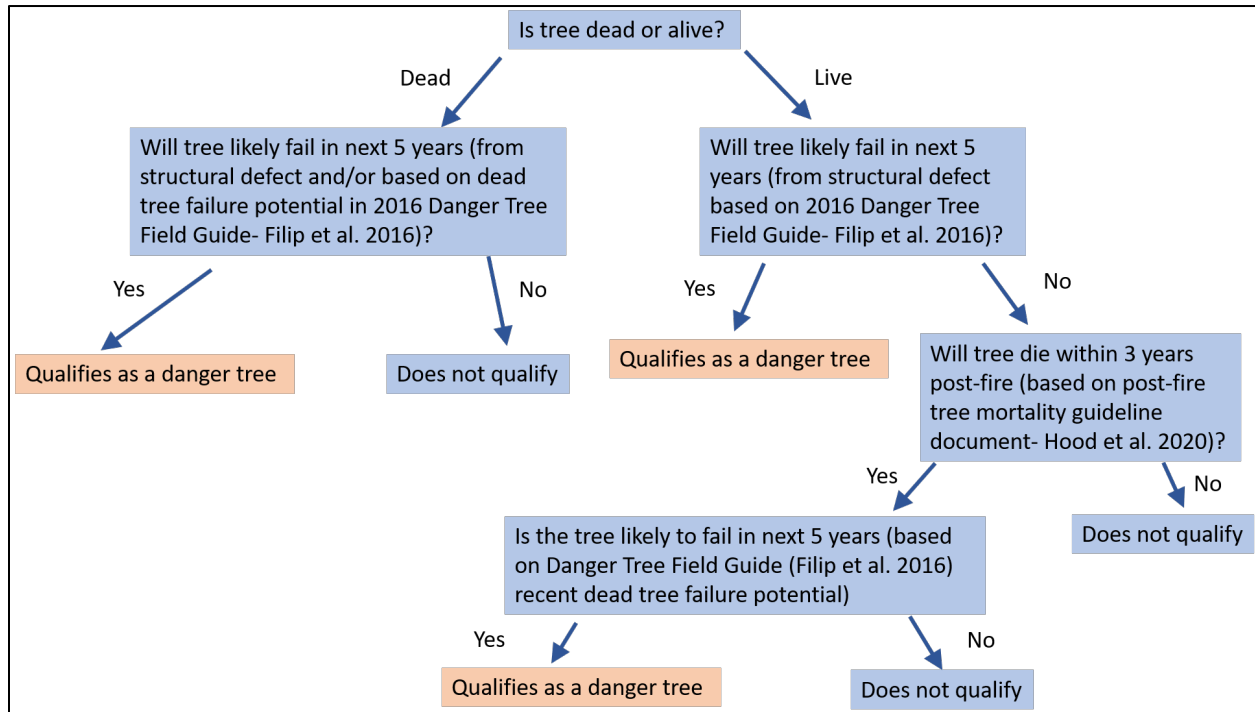 Is tree dead or alive?
Dead
Live
Will tree likely fail in next 5 years (from
structural defect and/or based on dead
tree failure potential in 2016 Danger Tree
Field Guide- Filip et al. 2016)?
Will tree likely fail in next 5
years (from structural defect
based on 2016 Danger Tree
Field Guide- Filip et al. 2016)?
Yes
No
Yes
No
Qualifies as a danger tree
Does not qualify
Qualifies as a danger tree
Will tree die within 3 years
post-fire (based on post-fire
tree mortality guideline
document- Hood et al. 2020)?
Yes
No
Is the tree likely to fail in next 5 years (based
on Danger Tree Field Guide (Filip et al. 2016)
recent dead tree failure potential)
Does not qualify
Yes
No
Qualifies as a danger tree
Does not qualify